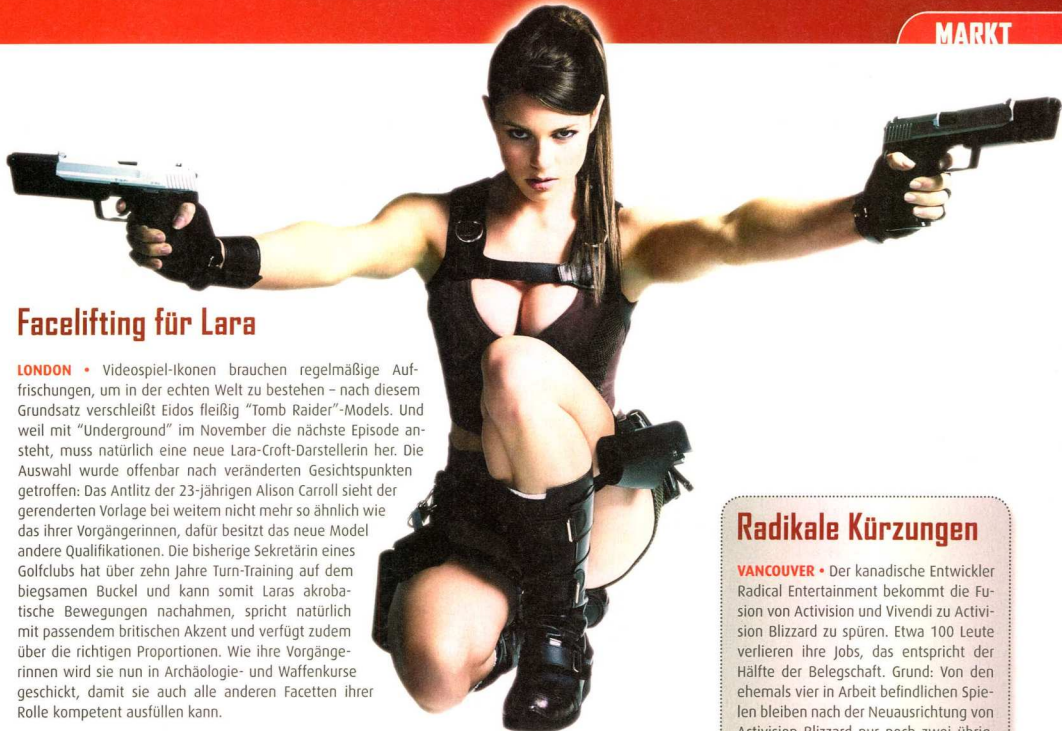 MARKT
Facelifting für Lara
LONDON • Videospiel-Ikonen brauchen regelmäßige Auf-
frischungen, um in der echten Welt zu bestehen – nach diesem
Grundsatz verschleißt Eidos fleißig "Tomb Raider"-Models. Und
weil mit "Underground" im November die nächste Episode an-
steht, muss natürlich eine neue Lara-Croft-Darstellerin her. Die
Auswahl wurde offenbar nach veränderten Gesichtspunkten
getroffen: Das Antlitz der 23-jährigen Alison Carroll sieht der
gerenderten Vorlage bei weitem nicht mehr so ähnlich wie
das ihrer Vorgängerinnen, dafür besitzt das neue Model
andere Qualifikationen. Die bisherige Sekretärin eines
Golfclubs hat über zehn Jahre Turn-Training auf dem
biegsamen Buckel und kann somit Laras akroba-
tische Bewegungen nachahmen, spricht natürlich
mit passendem britischen Akzent und verfügt zudem
über die richtigen Proportionen. Wie ihre Vorgänge-
rinnen wird sie nun in Archäologie- und Waffenkurse
geschickt, damit sie auch alle anderen Facetten ihrer
Rolle kompetent ausfüllen kann.
Radikale Kürzungen
VANCOUVER • Der kanadische Entwickler
Radical Entertainment bekommt die Fu-
sion von Activision und Vivendi zu Activi-
sion Blizzard zu spüren. Etwa 100 Leute
verlieren ihre Jobs, das entspricht der
Hälfte der Belegschaft. Grund: Von den
ehemals vier in Arbeit befindlichen Spie-
len bleiben nach der Neuausrichtung von
Activision Blizzard nur noch zwei übrig